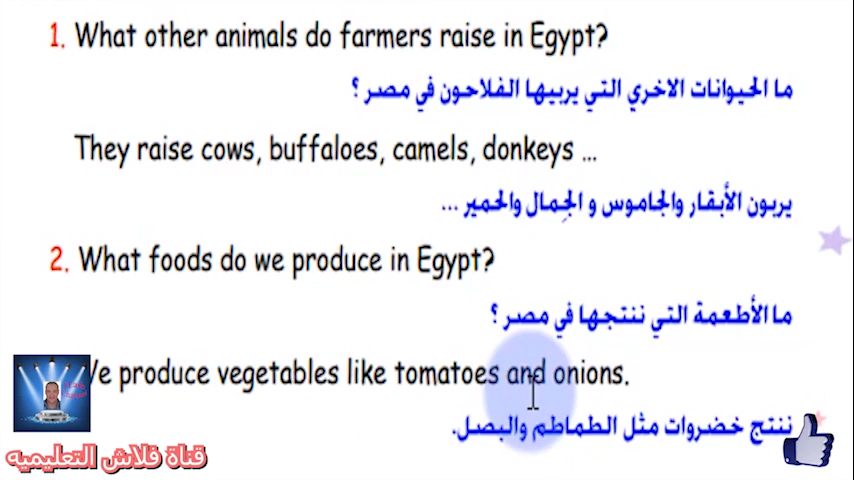 1. What other animals do farmers raise in Egypt?
ما الحيوانات الاخري التي يربيها الفلاحون في مصر ؟
They raise cows, buffaloes, camels, donkeys ...
يربون الأبقار والجاموس و الجِمال والحمير ...
2. What foods do we produce in Egypt?
ما الأطعمة التي ننتجها في مصر ؟
We produce vegetables like tomatoes and onions.
ننتج خضروات مثل الطماطم والبصل.
قناة قلاش التعليميه